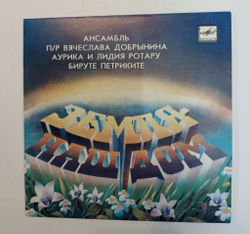 АНСАМБЛЬ
П/Р ВЯЧЕСЛАВА ДОБРЫНИНА
АУРИКА И ЛИДИЯ РОТАРУ
БИРУТЕ ПЕТРИКИТЕ
ЗЕМЛЯ
НАШ ДОМ